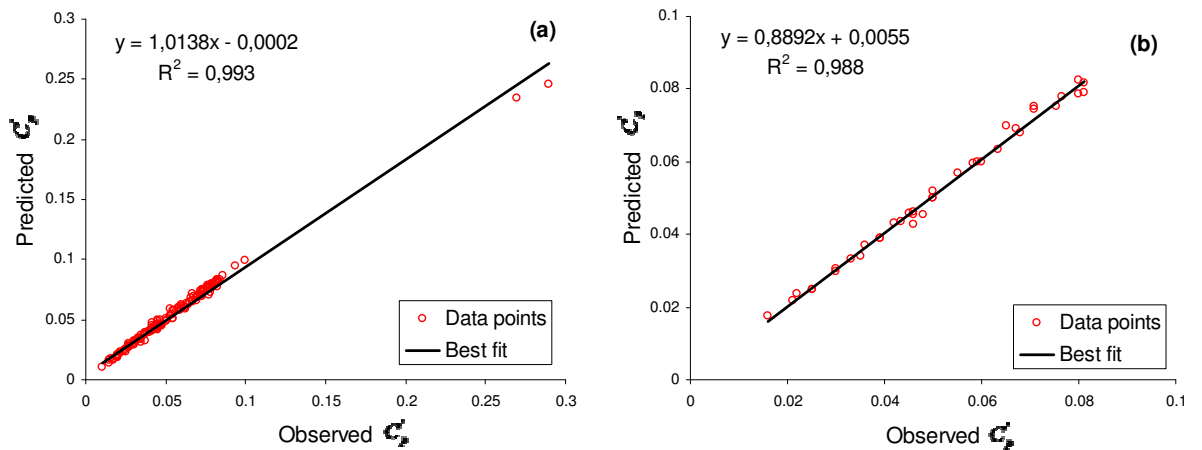 (a)
y = 1,0138x - 0,0002
R² = 0,993
0.3
0.25
0.2
0.15
0.1
0.05
0
Predicted
Data points
Best fit
0 0.05 0.1 0.15 0.2 0.25 0.3
Observed
(b)
y = 0,8892x + 0,0055
R² = 0,988
0.1
0.08
0.06
0.04
0.02
0
Predicted
Data points
Best fit
0 0.02 0.04 0.06 0.08 0.1
Observed